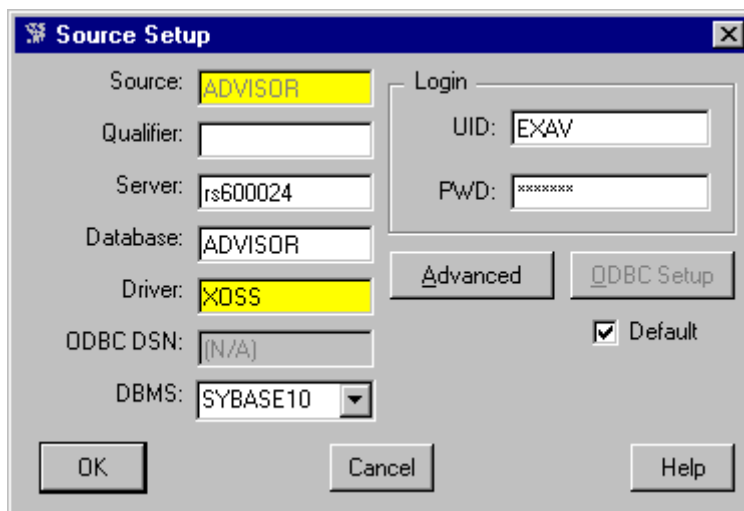 Source Setup
Source: ADVISOR
Qualifier:
Server: rs600024
Database: ADVISOR
Driver: XOSS
ODBC DSN: (N/A)
DBMS: SYBASE10
Login
UID: EXAV
PWD: *******
Advanced
ODBC Setup
Default
OK
Cancel
Help